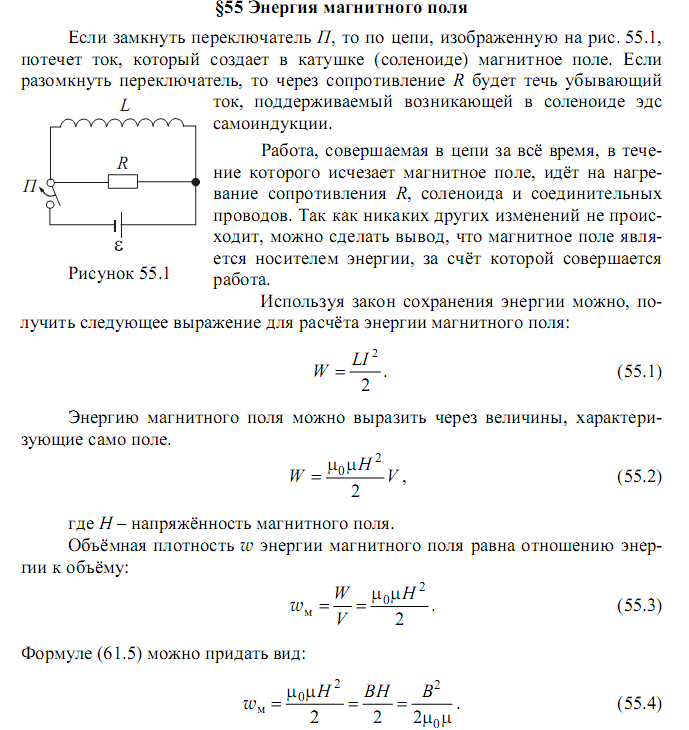 §55 Энергия магнитного поля
Если замкнуть переключатель П, то по цепи, изображенную на рис. 55.1,
потечет ток, который создает в катушке (соленоиде) магнитное поле. Если
разомкнуть переключатель, то через сопротивление R будет течь убывающий
ток, поддерживаемый возникающей в соленоиде эдс
самоиндукции.
L
R
П
ε
Рисунок 55.1
Работа, совершаемая в цепи за всё время, в тече-
ние которого исчезает магнитное поле, идёт на нагре-
вание сопротивления R, соленоида и соединительных
проводов. Так как никаких других изменений не проис-
ходит, можно сделать вывод, что магнитное поле явля-
ется носителем энергии, за счёт которой совершается
работа.
Используя закон сохранения энергии можно, по-
лучить следующее выражение для расчёта энергии магнитного поля:
W = LI²/2 . (55.1)
Энергию магнитного поля можно выразить через величины, характери-
зующие само поле.
W = μ₀μH²/2 V , (55.2)
где H – напряжённость магнитного поля.
Объёмная плотность w энергии магнитного поля равна отношению энер-
гии к объёму:
wм = W/V = μ₀μH²/2 . (55.3)
Формуле (61.5) можно придать вид:
wм = μ₀μH²/2 = BH/2 = B²/2μ₀μ . (55.4)